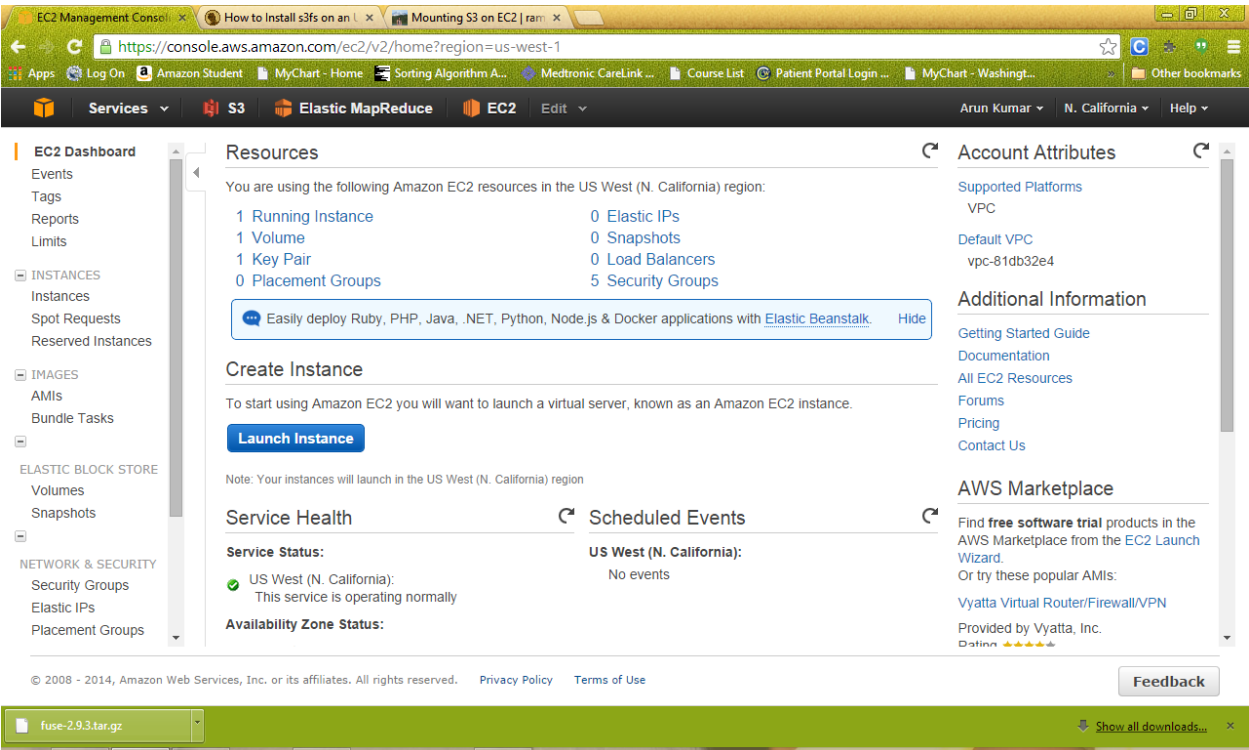 EC2 Management Consol
How to Install s3fs on an
Mounting S3 on EC2 | ram
https://console.aws.amazon.com/ec2/v2/home?region=us-west-1
Apps Log On Amazon Student MyChart - Home Sorting Algorithm A... Medtronic CareLink ... Course List Patient Portal Login ... MyChart - Washingt... » Other bookmarks
Services S3 Elastic MapReduce EC2 Edit Arun Kumar N. California Help
EC2 Dashboard
Events
Tags
Reports
Limits
INSTANCES
Instances
Spot Requests
Reserved Instances
IMAGES
AMIs
Bundle Tasks
ELASTIC BLOCK STORE
Volumes
Snapshots
NETWORK & SECURITY
Security Groups
Elastic IPs
Placement Groups
Resources
You are using the following Amazon EC2 resources in the US West (N. California) region:
1 Running Instance
1 Volume
1 Key Pair
0 Placement Groups
0 Elastic IPs
0 Snapshots
0 Load Balancers
5 Security Groups
Easily deploy Ruby, PHP, Java, .NET, Python, Node.js & Docker applications with Elastic Beanstalk. Hide
Create Instance
To start using Amazon EC2 you will want to launch a virtual server, known as an Amazon EC2 instance.
Launch Instance
Note: Your instances will launch in the US West (N. California) region
Service Health
Service Status:
US West (N. California):
This service is operating normally
Availability Zone Status:
Scheduled Events
US West (N. California):
No events
Account Attributes
Supported Platforms
VPC
Default VPC
vpc-81db32e4
Additional Information
Getting Started Guide
Documentation
All EC2 Resources
Forums
Pricing
Contact Us
AWS Marketplace
Find free software trial products in the
AWS Marketplace from the EC2 Launch
Wizard.
Or try these popular AMIs:
Vyatta Virtual Router/Firewall/VPN
Provided by Vyatta, Inc.
Rating
© 2008 - 2014, Amazon Web Services, Inc. or its affiliates. All rights reserved. Privacy Policy Terms of Use
Feedback
fuse-2.9.3.tar.gz
Show all downloads...